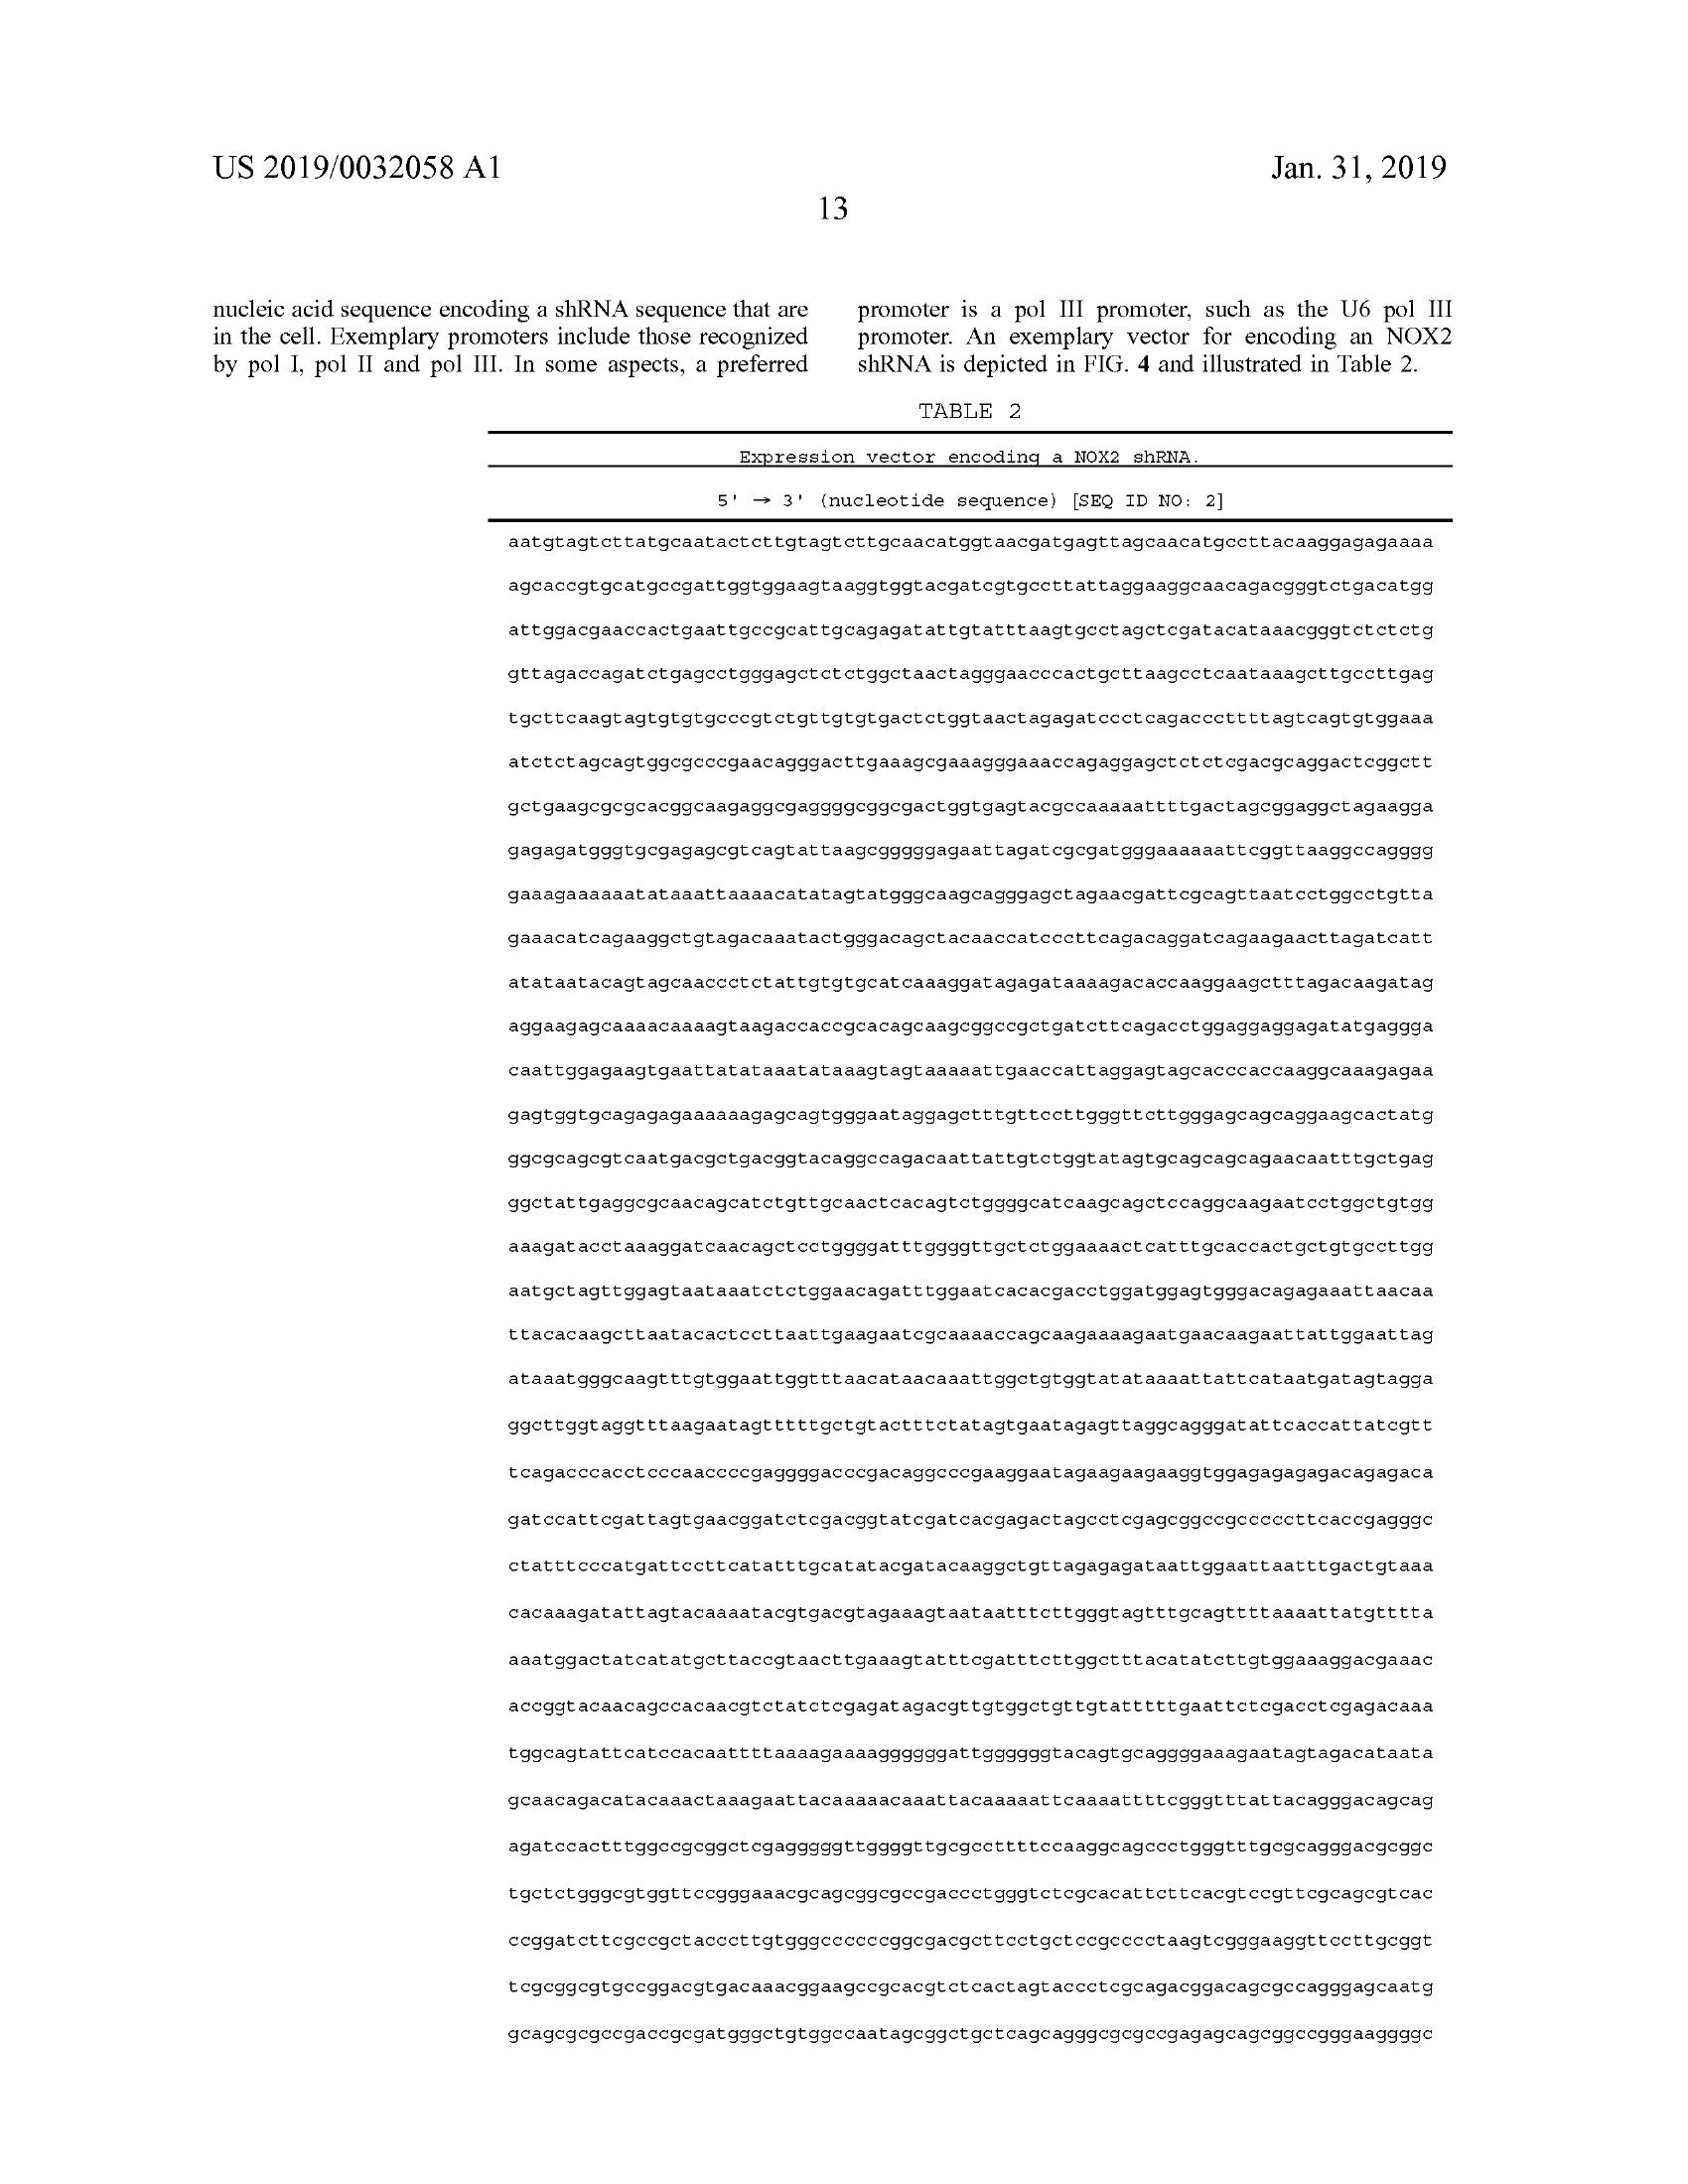 US 2019/0032058 A1
Jan. 31, 2019
13
nucleic acid sequence encoding a shRNA sequence that are
in the cell. Exemplary promoters include those recognized
by pol I, pol II and pol III. In some aspects, a preferred
promoter is a pol III promoter, such as the U6 pol III
promoter. An exemplary vector for encoding an NOX2
shRNA is depicted in FIG. 4 and illustrated in Table 2.
TABLE 2
Expression vector encoding a NOX2 shRNA.
5' → 3' (nucleotide sequence) [SEQ ID NO: 2]
aatgtagtcttatgcaatactcttgtagtcttgcaacatggtaacgatgagttagcaacatgccttacaaggagagaaaa
agcaccgtgcatgccgattggtggaagtaaggtggtacgatcgtgccttattaggaaggcaacagacgggtctgacatgg
attggacgaaccactgaattgccgcattgcagagatattgtatttaagtgcctagctcgatacataaacgggtctctctg
gttagaccagatctgagcctgggagctctctggctaactagggaacccactgcttaagcctcaataaagcttgccttgag
tgcttcaagtagtgtgtgcccgtctgttgtgtgactctggtaactagagatccctcagacccttttagtcagtgtggaaa
atctctagcagtggcgcccgaacagggacttgaaagcgaaagggaaaccagaggagctctctcgacgcaggactcggctt
gctgaagcgcgcacggcaagaggcgaggggcggcgactggtgagtacgccaaaaattttgactagcggaggctagaagga
gagagatgggtgcgagagcgtcagtattaagcgggggagaattagatcgcgatgggaaaaaattcggttaaggccagggg
gaaagaaaaaatataaattaaaacatatagtatgggcaagcagggagctagaacgattcgcagttaatcctggcctgtta
gaaacatcagaaggctgtagacaaatactgggacagctacaaccatcccttcagacaggatcagaagaacttagatcatt
atataatacagtagcaaccctctattgtgtgcatcaaaggatagagataaaagacaccaaggaagctttagacaagatag
aggaagagcaaaacaaaagtaagaccaccgcacagcaagcggccgctgatcttcagacctggaggaggagatatgaggga
caattggagaagtgaattatataaatataaagtagtaaaaattgaaccattaggagtagcacccaccaaggcaaagagaa
gagtggtgcagagagaaaaaagagcagtgggaataggagctttgttccttgggttcttgggagcagcaggaagcactatg
ggcgcagcgtcaatgacgctgacggtacaggccagacaattattgtctggtatagtgcagcagcagaacaatttgctgag
ggctattgaggcgcaacagcatctgttgcaactcacagtctggggcatcaagcagctccaggcaagaatcctggctgtgg
aaagatacctaaaggatcaacagctcctggggatttggggttgctctggaaaactcatttgcaccactgctgtgccttgg
aatgctagttggagtaataaatctctggaacagatttggaatcacacgacctggatggagtgggacagagaaattaacaa
ttacacaagcttaatacactccttaattgaagaatcgcaaaaccagcaagaaaagaatgaacaagaattattggaattag
ataaatgggcaagtttgtggaattggtttaacataacaaattggctgtggtatataaaattattcataatgatagtagga
ggcttggtaggtttaagaatagtttttgctgtactttctatagtgaatagagttaggcagggatattcaccattatcgtt
tcagacccacctcccaaccccgaggggacccgacaggcccgaaggaatagaagaagaaggtggagagagagacagagaca
gatccattcgattagtgaacggatctcgacggtatcgatcacgagactagcctcgagcggccgcccccttcaccgagggc
ctatttcccatgattccttcatatttgcatatacgatacaaggctgttagagagataattggaattaatttgactgtaaa
cacaaagatattagtacaaaatacgtgacgtagaaagtaataatttcttgggtagtttgcagttttaaaattatgtttta
aaatggactatcatatgcttaccgtaacttgaaagtatttcgatttcttggctttacatatcttgtggaaaggacgaaac
accggtacaacagccacaacgtctatctcgagatagacgttgtggctgttgtatttttgaattctcgacctcgagacaaa
tggcagtattcatccacaattttaaaagaaaaggggggattggggggtacagtgcaggggaaagaatagtagacataata
gcaacagacatacaaactaaagaattacaaaaacaaattacaaaaattcaaaattttcgggtttattacagggacagcag
agatccactttggccgcggctcgagggggttggggttgcgccttttccaaggcagccctgggtttgcgcagggacgcggc
tgctctgggcgtggttccgggaaacgcagcggcgccgaccctgggtctcgcacattcttcacgtccgttcgcagcgtcac
ccggatcttcgccgctacccttgtgggccccccggcgacgcttcctgctccgcccctaagtcgggaaggttccttgcggt
tcgcggcgtgccggacgtgacaaacggaagccgcacgtctcactagtaccctcgcagacggacagcgccagggagcaatg
gcagcgcgccgaccgcgatgggctgtggccaatagcggctgctcagcagggcgcgccgagagcagcggccgggaaggggc